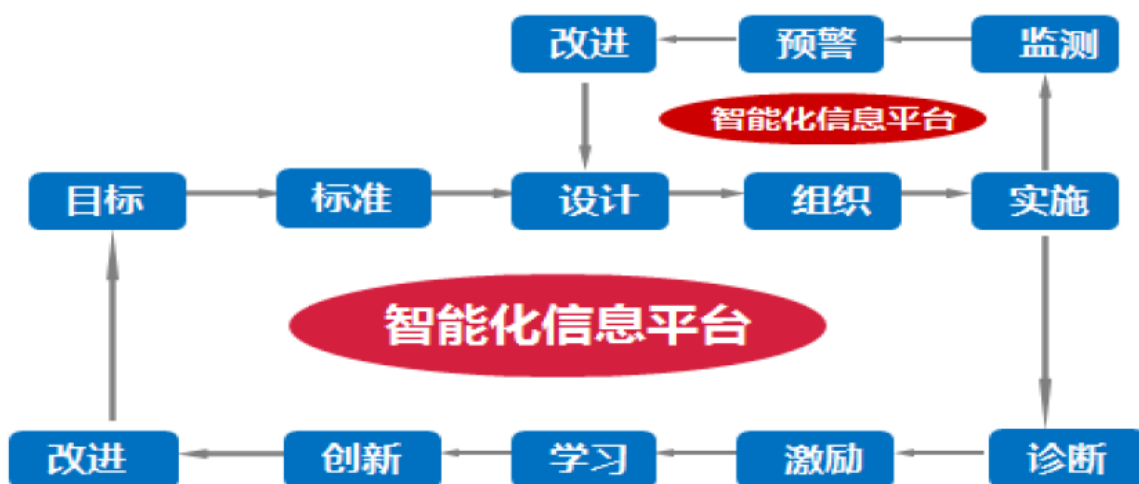 改进
预警
监测
智能化信息平台
目标
标准
设计
组织
实施
智能化信息平台
改进
创新
学习
激励
诊断